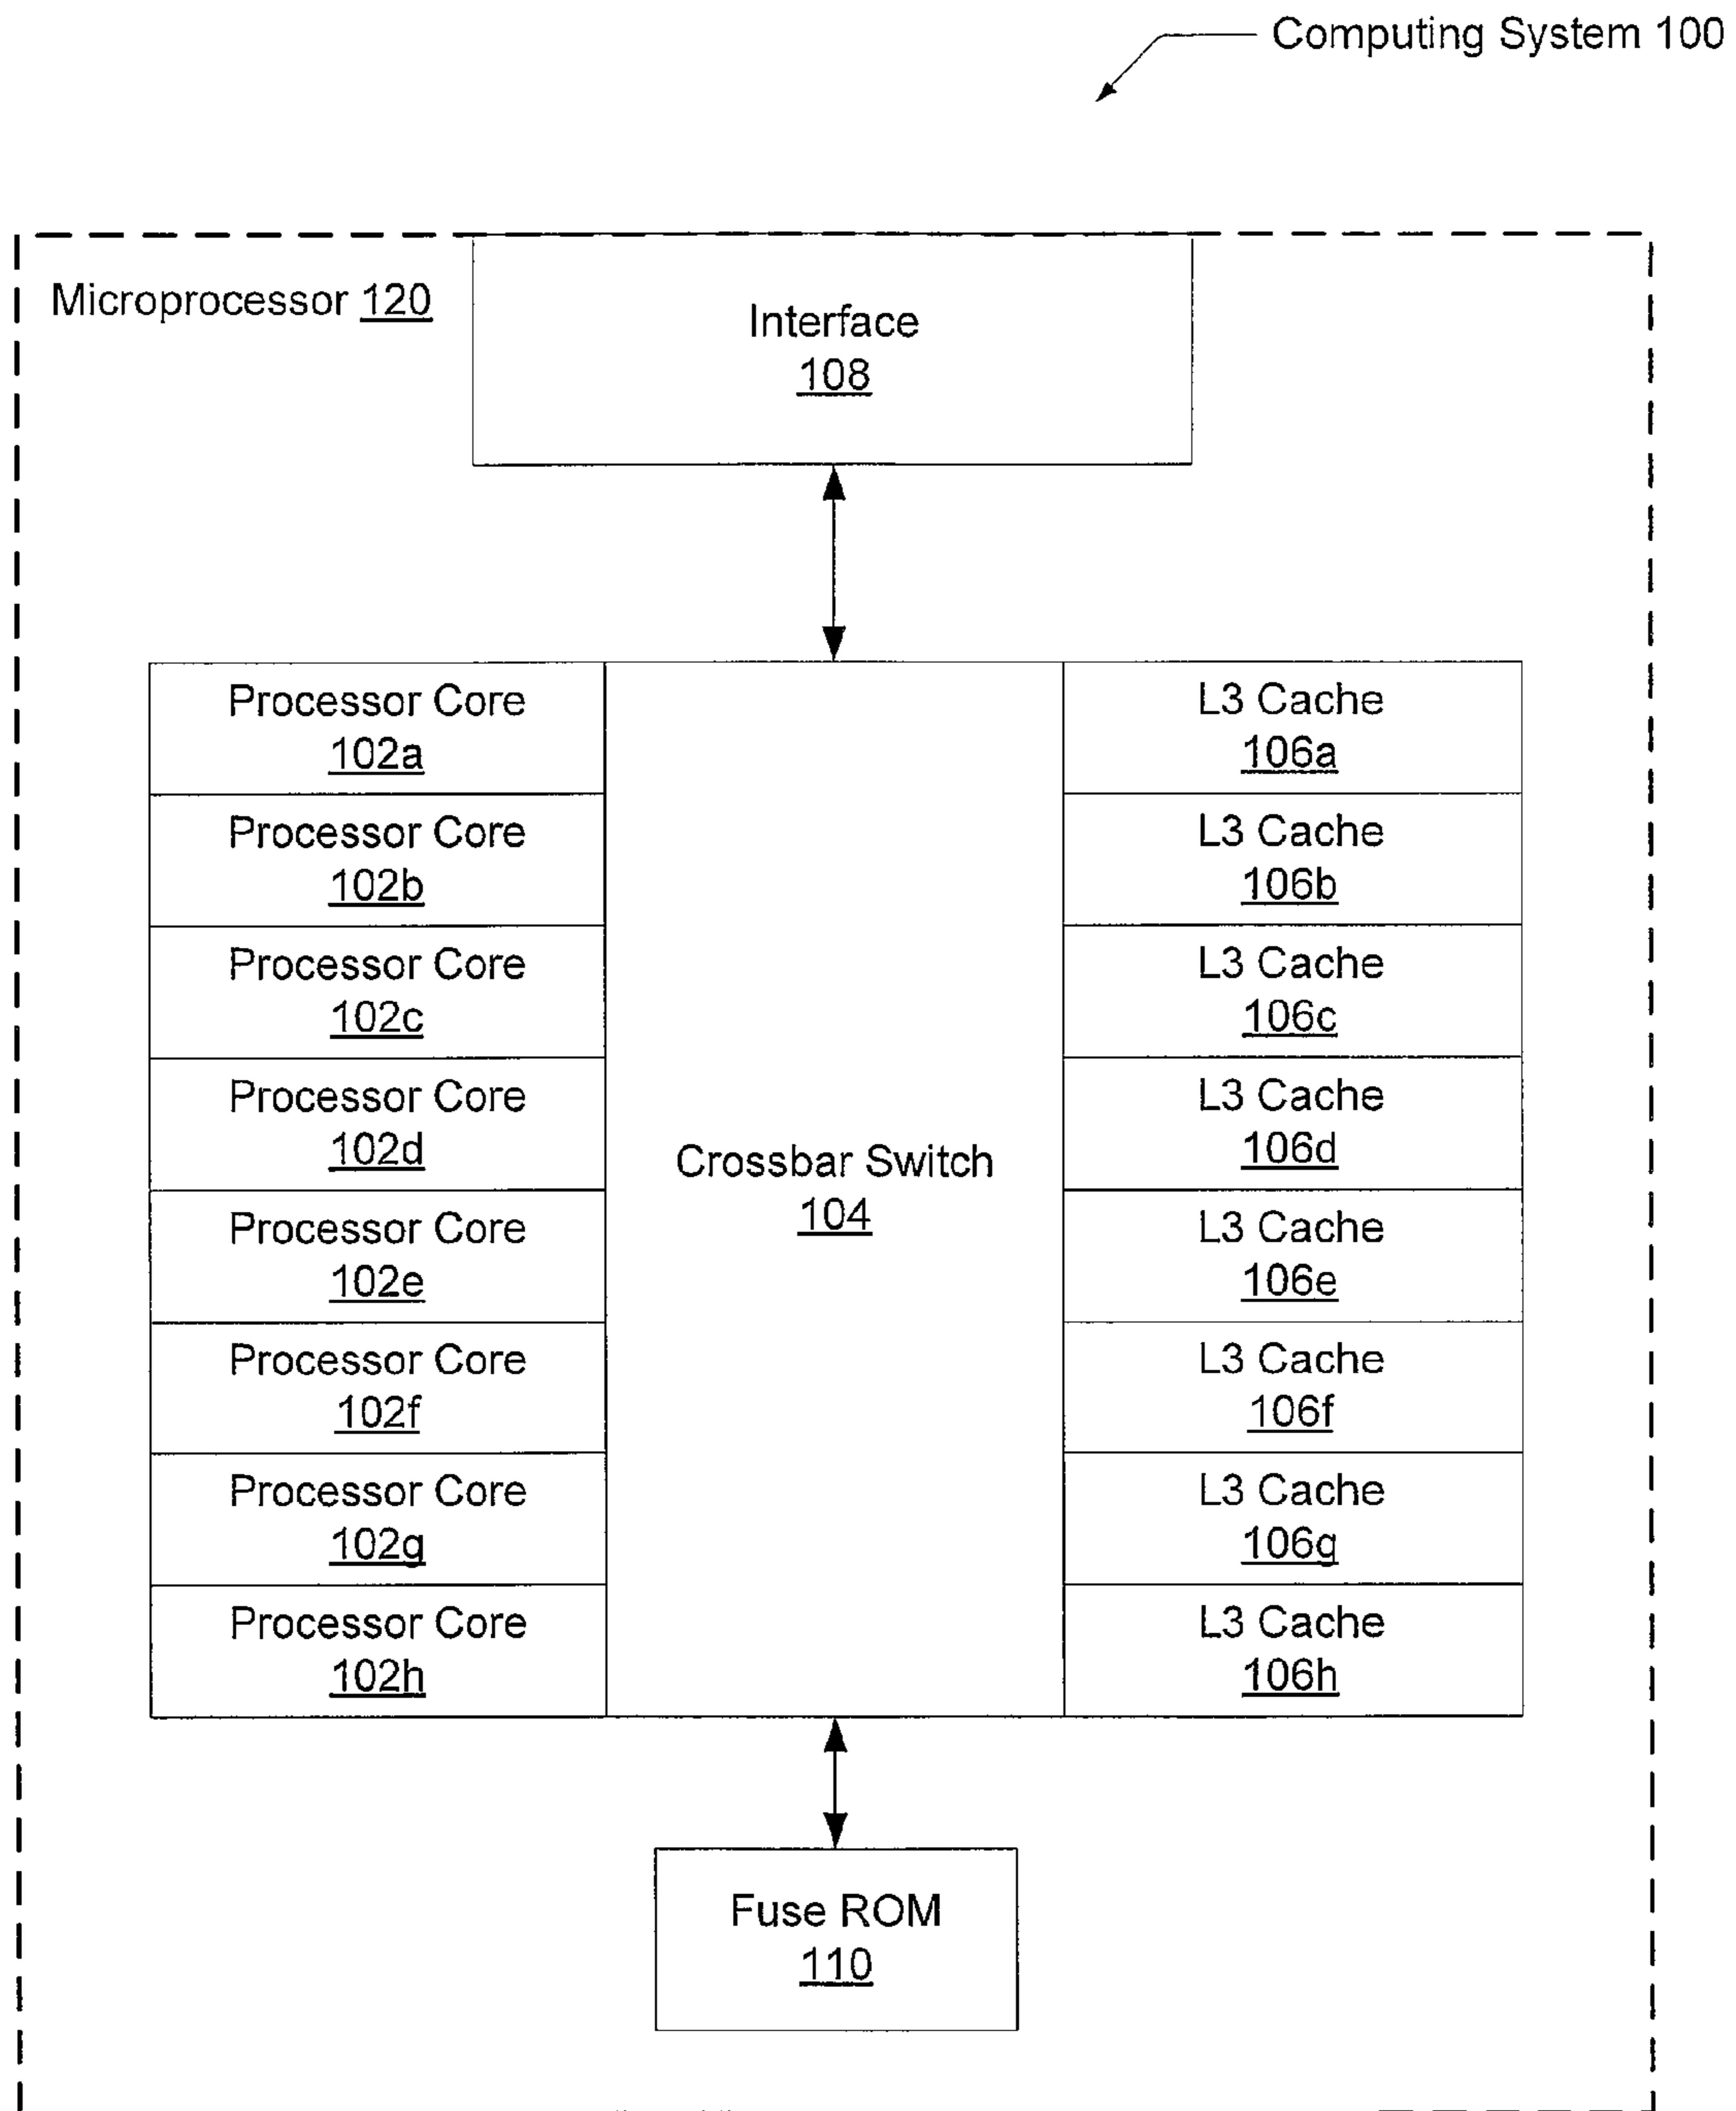 Computing System 100
Microprocessor 120
Interface
108
Processor Core
102a
Processor Core
102b
Processor Core
102c
Processor Core
102d
Processor Core
102e
Processor Core
102f
Processor Core
102g
Processor Core
102h
Crossbar Switch
104
L3 Cache
106a
L3 Cache
106b
L3 Cache
106c
L3 Cache
106d
L3 Cache
106e
L3 Cache
106f
L3 Cache
106g
L3 Cache
106h
Fuse ROM
110